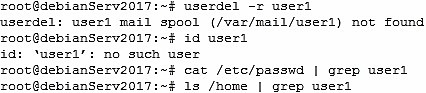 root@debianServ2017:~# userdel -r user1
userdel: user1 mail spool (/var/mail/user1) not found
root@debianServ2017:~# id user1
id: ‘user1’: no such user
root@debianServ2017:~# cat /etc/passwd | grep user1
root@debianServ2017:~# ls /home | grep user1